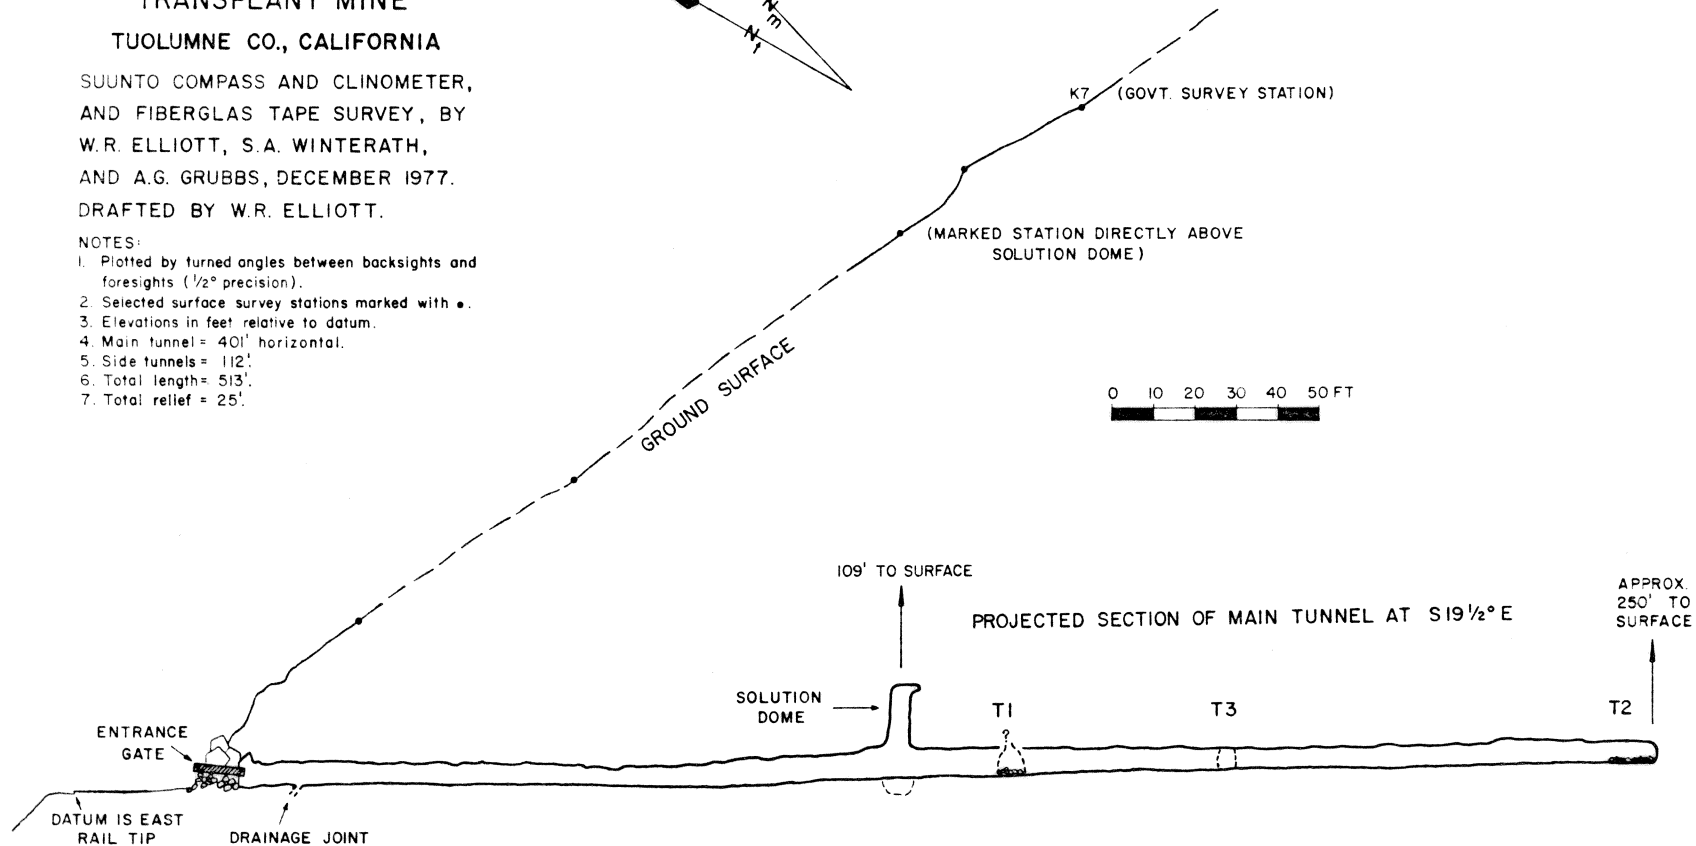 TRANSPLANT MINE
TUOLUMNE CO., CALIFORNIA
SUUNTO COMPASS AND CLINOMETER,
AND FIBERGLAS TAPE SURVEY, BY
W.R. ELLIOTT, S.A. WINTERATH,
AND A.G. GRUBBS, DECEMBER 1977.
DRAFTED BY W.R. ELLIOTT.
NOTES:
1. Plotted by turned angles between backsights and
foresights (1/2° precision).
2. Selected surface survey stations marked with •.
3. Elevations in feet relative to datum.
4. Main tunnel = 401' horizontal.
5. Side tunnels = 112'.
6. Total length = 513'.
7. Total relief = 25'.
N
N
K7 (GOVT. SURVEY STATION)
(MARKED STATION DIRECTLY ABOVE
SOLUTION DOME)
GROUND SURFACE
0 10 20 30 40 50 FT
109' TO SURFACE
PROJECTED SECTION OF MAIN TUNNEL AT S19 1/2° E
APPROX.
250' TO
SURFACE
SOLUTION
DOME
T1
?
T3
T2
ENTRANCE
GATE
DATUM IS EAST
RAIL TIP
DRAINAGE JOINT